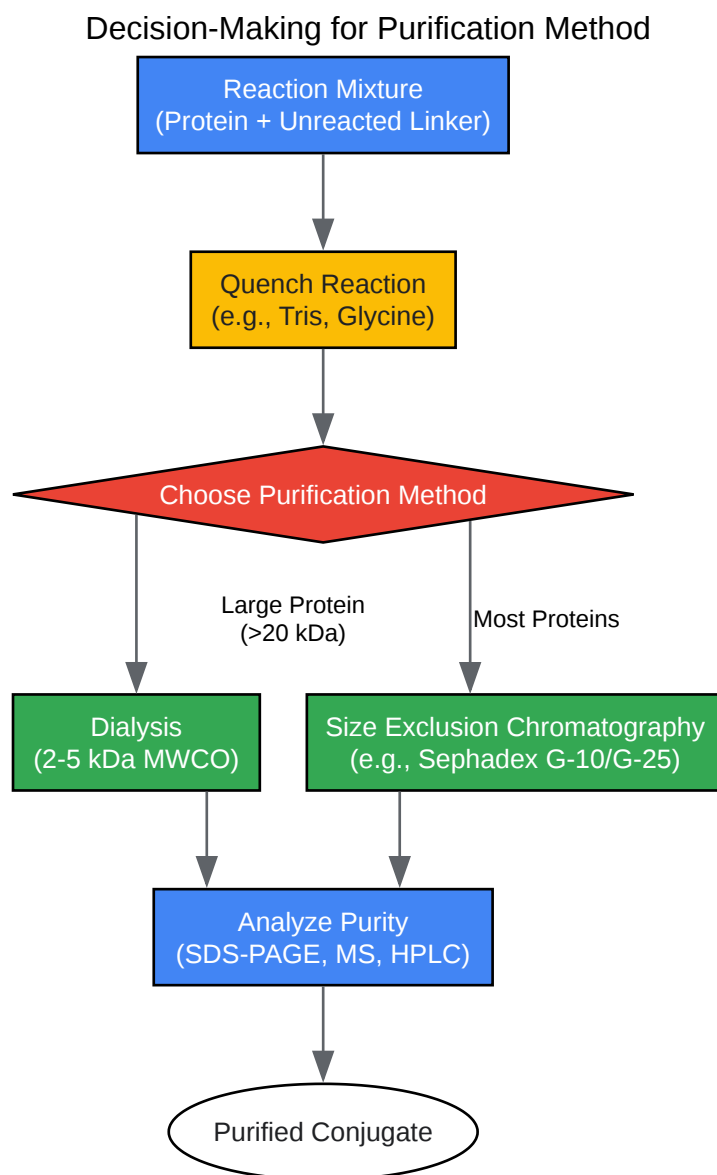 Decision-Making for Purification Method
Reaction Mixture
(Protein + Unreacted Linker)
Quench Reaction
(e.g., Tris, Glycine)
Choose Purification Method
Large Protein
(>20 kDa)
Most Proteins
Dialysis
(2-5 kDa MWCO)
Size Exclusion Chromatography
(e.g., Sephadex G-10/G-25)
Analyze Purity
(SDS-PAGE, MS, HPLC)
Purified Conjugate